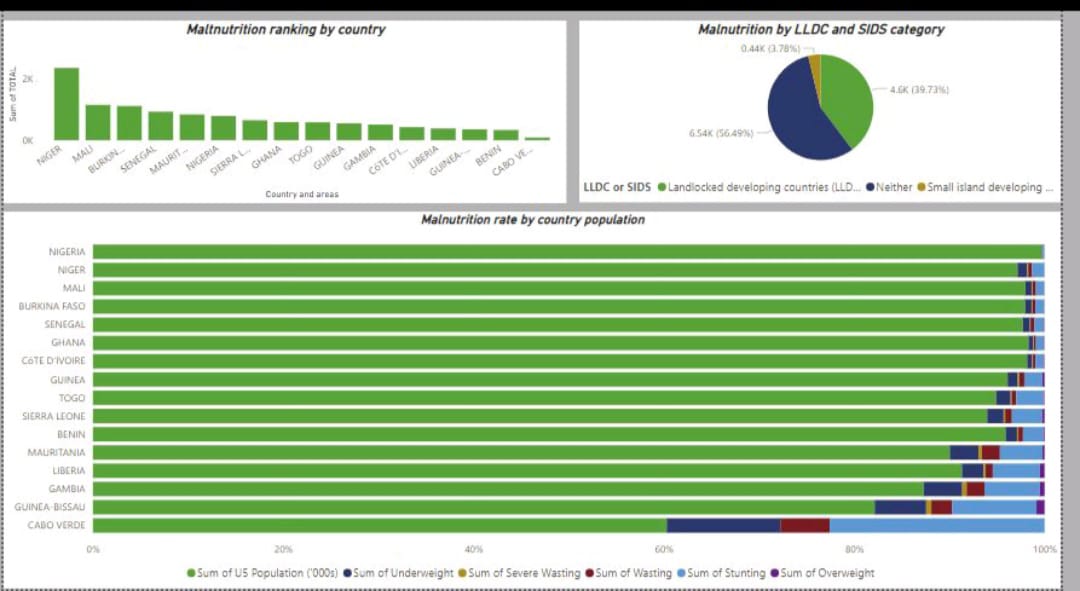 Maltnutrition ranking by country
Sum of TOTAL
2K
0K
NIGER
MALI
BURKIN...
SENEGAL
MAURIT...
NIGERIA
SIERRA L...
GHANA
TOGO
GUINEA
GAMBIA
CôTE D'I...
LIBERIA
GUINEA-...
BENIN
CABO VE...
Country and areas
Malnutrition by LLDC and SIDS category
0.44K (3.78%)
4.6K (39.73%)
6.54K (56.49%)
LLDC or SIDS Landlocked developing countries (LLD... Neither Small island developing ...
Malnutrition rate by country population
NIGERIA
NIGER
MALI
BURKINA FASO
SENEGAL
GHANA
CôTE D'IVOIRE
GUINEA
TOGO
SIERRA LEONE
BENIN
MAURITANIA
LIBERIA
GAMBIA
GUINEA-BISSAU
CABO VERDE
0% 20% 40% 60% 80% 100%
Sum of U5 Population ('000s) Sum of Underweight Sum of Severe Wasting Sum of Wasting Sum of Stunting Sum of Overweight